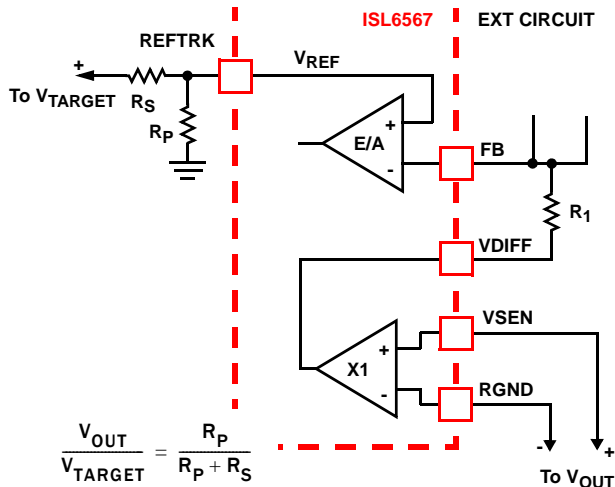 ISL6567 EXT CIRCUIT
REFTRK
VREF
+
To VTARGET
RS
RP
+
E/A
-
FB
R1
VDIFF
VSEN
+
X1
-
RGND
VOUT / VTARGET = RP / (RP + RS)
- +
To VOUT